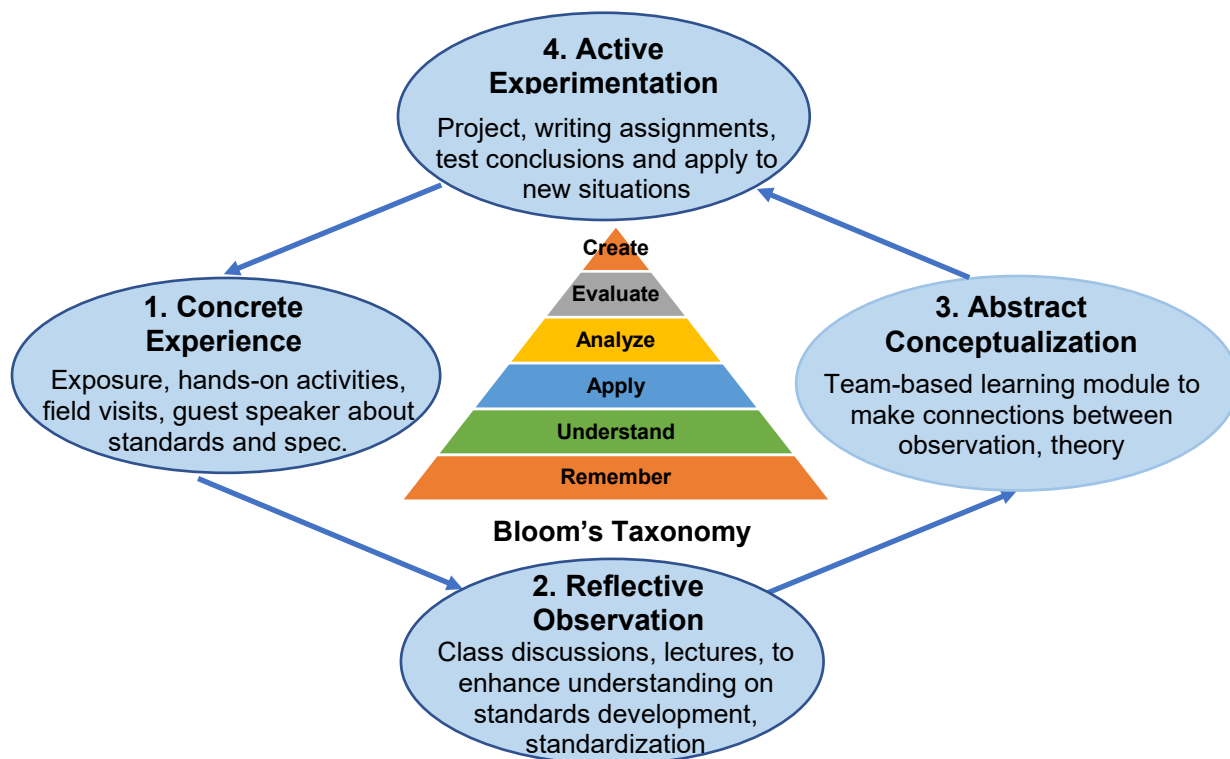 4. Active
Experimentation
Project, writing assignments,
test conclusions and apply to
new situations
1. Concrete
Experience
Exposure, hands-on activities,
field visits, guest speaker about
standards and spec.
Create
Evaluate
Analyze
Apply
Understand
Remember
Bloom’s Taxonomy
3. Abstract
Conceptualization
Team-based learning module to
make connections between
observation, theory
2. Reflective
Observation
Class discussions, lectures, to
enhance understanding on
standards development,
standardization